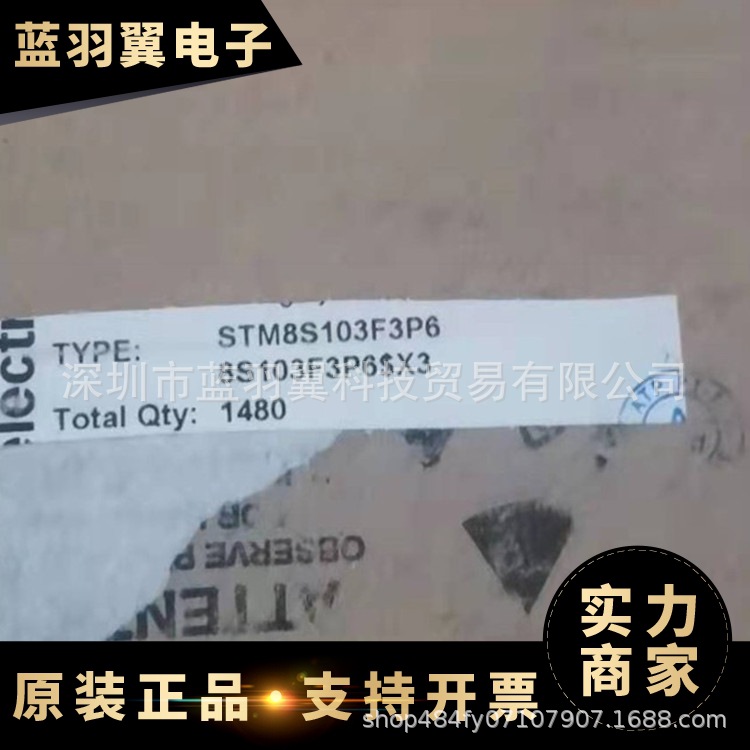 蓝羽翼电子
electr
TYPE: STM8S103F3P6
8S103F3P6$X3
深圳市蓝羽翼科技贸易有限公司
Total Qty: 1480
OBSERVE
ATTEN
实力
商家
原装正品·支持开票
shop484fy07107907.1688.com